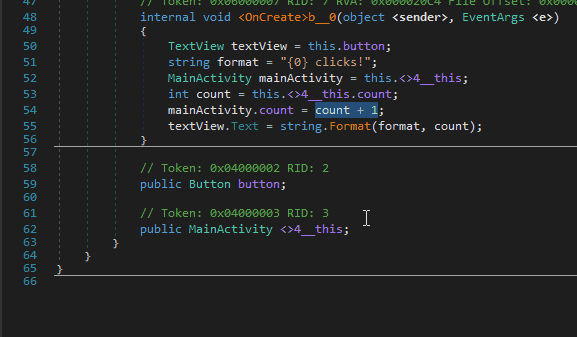 47 // Token: 0x06000007 RID: 7 RVA: 0x000020C4 File Offset: 0x0000
48 internal void <OnCreate>b__0(object <sender>, EventArgs <e>)
49 {
50 TextView textView = this.button;
51 string format = "{0} clicks!";
52 MainActivity mainActivity = this.<>4__this;
53 int count = this.<>4__this.count;
54 mainActivity.count = count + 1;
55 textView.Text = string.Format(format, count);
56 }
57
58 // Token: 0x04000002 RID: 2
59 public Button button;
60
61 // Token: 0x04000003 RID: 3
62 public MainActivity <>4__this;
63 }
64 }
65 }
66